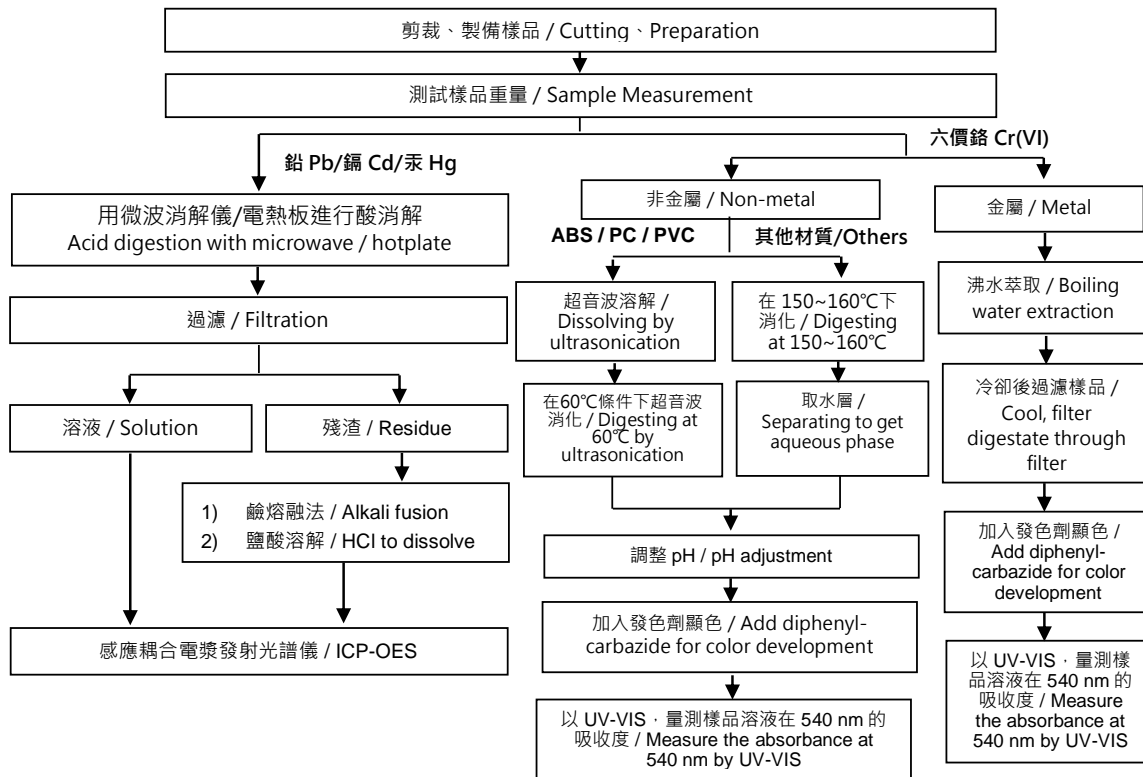 剪裁、製備樣品 / Cutting、Preparation
測試樣品重量 / Sample Measurement
鉛 Pb/鎘 Cd/汞 Hg
六價鉻 Cr(VI)
用微波消解儀/電熱板進行酸消解
Acid digestion with microwave / hotplate
過濾 / Filtration
溶液 / Solution
殘渣 / Residue
1) 鹼熔融法 / Alkali fusion
2) 鹽酸溶解 / HCl to dissolve
感應耦合電漿發射光譜儀 / ICP-OES
非金屬 / Non-metal
ABS / PC / PVC
其他材質/Others
超音波溶解 /
Dissolving by
ultrasonication
在60℃條件下超音波
消化 / Digesting at
60℃ by
ultrasonication
在 150~160℃下
消化 / Digesting
at 150~160℃
取水層 /
Separating to get
aqueous phase
調整 pH / pH adjustment
加入發色劑顯色 / Add diphenyl-
carbazide for color development
以 UV-VIS﹐量測樣品溶液在 540 nm 的
吸收度 / Measure the absorbance at
540 nm by UV-VIS
金屬 / Metal
沸水萃取 / Boiling
water extraction
冷卻後過濾樣品 /
Cool, filter
digestate through
filter
加入發色劑顯色 /
Add diphenyl-
carbazide for color
development
以 UV-VIS﹐量測樣
品溶液在 540 nm 的
吸收度 / Measure
the absorbance at
540 nm by UV-VIS